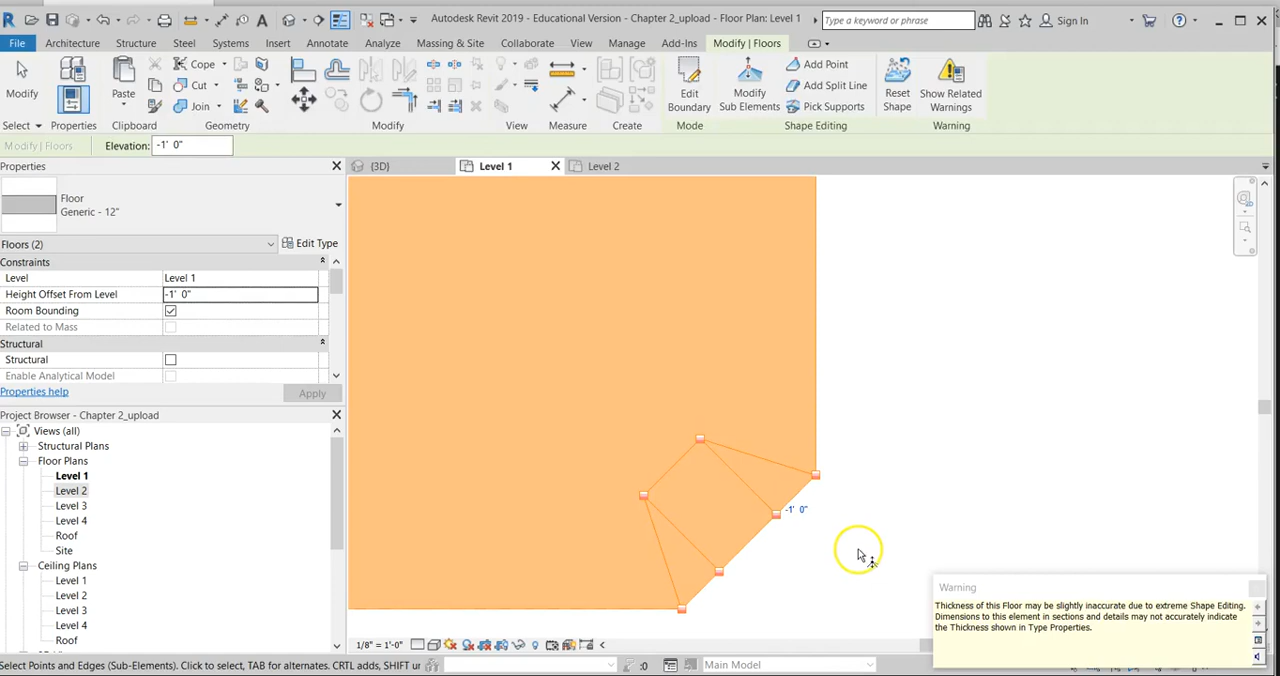 Autodesk Revit 2019 - Educational Version - Chapter 2_upload - Floor Plan: Level 1
Type a keyword or phrase
Sign In
File Architecture Structure Steel Systems Insert Annotate Analyze Massing & Site Collaborate View Manage Add-Ins Modify | Floors
Modify
Properties
Paste
Cope
Cut
Join
Edit
Boundary
Modify
Sub Elements
Add Point
Add Split Line
Pick Supports
Reset
Shape
Show Related
Warnings
Select Properties Clipboard Geometry Modify View Measure Create Mode Shape Editing Warning
Modify | Floors Elevation: -1' 0"
Properties
{3D} Level 1 Level 2
Floor
Generic - 12"
Floors (2) Edit Type
Constraints
Level Level 1
Height Offset From Level -1' 0"
Room Bounding
Related to Mass
Structural
Structural
Enable Analytical Model
Properties help Apply
Project Browser - Chapter 2_upload
Views (all)
Structural Plans
Floor Plans
Level 1
Level 2
Level 3
Level 4
Roof
Site
Ceiling Plans
Level 1
Level 2
Level 3
Level 4
Roof
-1' 0"
Warning
Thickness of this Floor may be slightly inaccurate due to extreme Shape Editing.
Dimensions to this element in sections and details may not accurately indicate
the Thickness shown in Type Properties.
1/8" = 1'-0"
Select Points and Edges (Sub-Elements). Click to select, TAB for alternates. CRTL adds, SHIFT ur
:0 Main Model